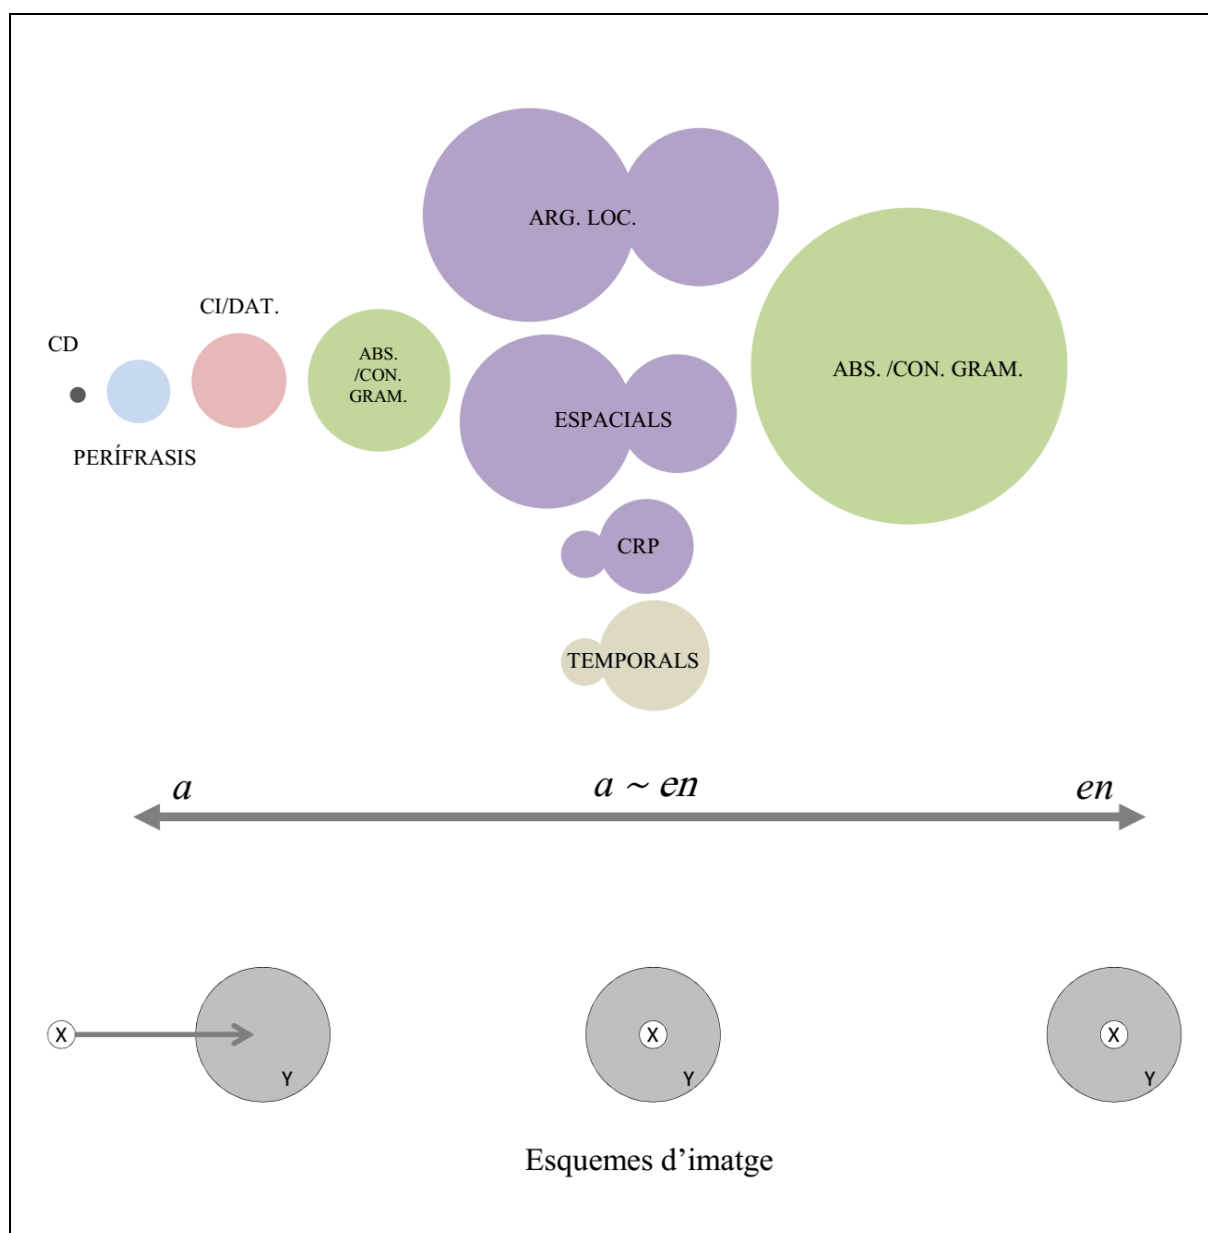 ARG. LOC.
CI/DAT.
CD
ABS.
/CON.
GRAM.
ABS. /CON. GRAM.
ESPACIALS
PERÍFRASIS
CRP
TEMPORALS
a
a ~ en
en
X
Y
X
Y
X
Y
Esquemes d’imatge